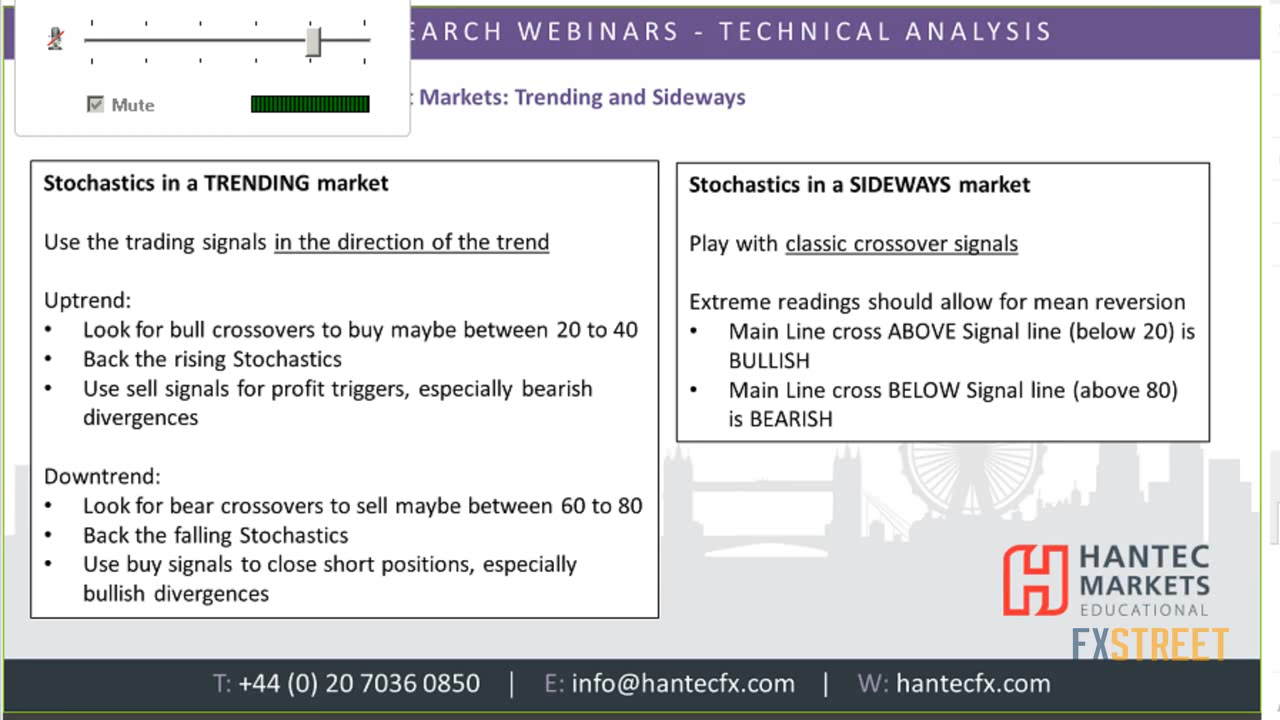 EARCH WEBINARS - TECHNICAL ANALYSIS
Mute
Markets: Trending and Sideways
Stochastics in a TRENDING market
Use the trading signals in the direction of the trend
Uptrend:
• Look for bull crossovers to buy maybe between 20 to 40
• Back the rising Stochastics
• Use sell signals for profit triggers, especially bearish
divergences
Downtrend:
• Look for bear crossovers to sell maybe between 60 to 80
• Back the falling Stochastics
• Use buy signals to close short positions, especially
bullish divergences
Stochastics in a SIDEWAYS market
Play with classic crossover signals
Extreme readings should allow for mean reversion
• Main Line cross ABOVE Signal line (below 20) is
BULLISH
• Main Line cross BELOW Signal line (above 80)
is BEARISH
HANTEC
MARKETS
EDUCATIONAL
FXSTREET
T: +44 (0) 20 7036 0850 | E: info@hantecfx.com | W: hantecfx.com